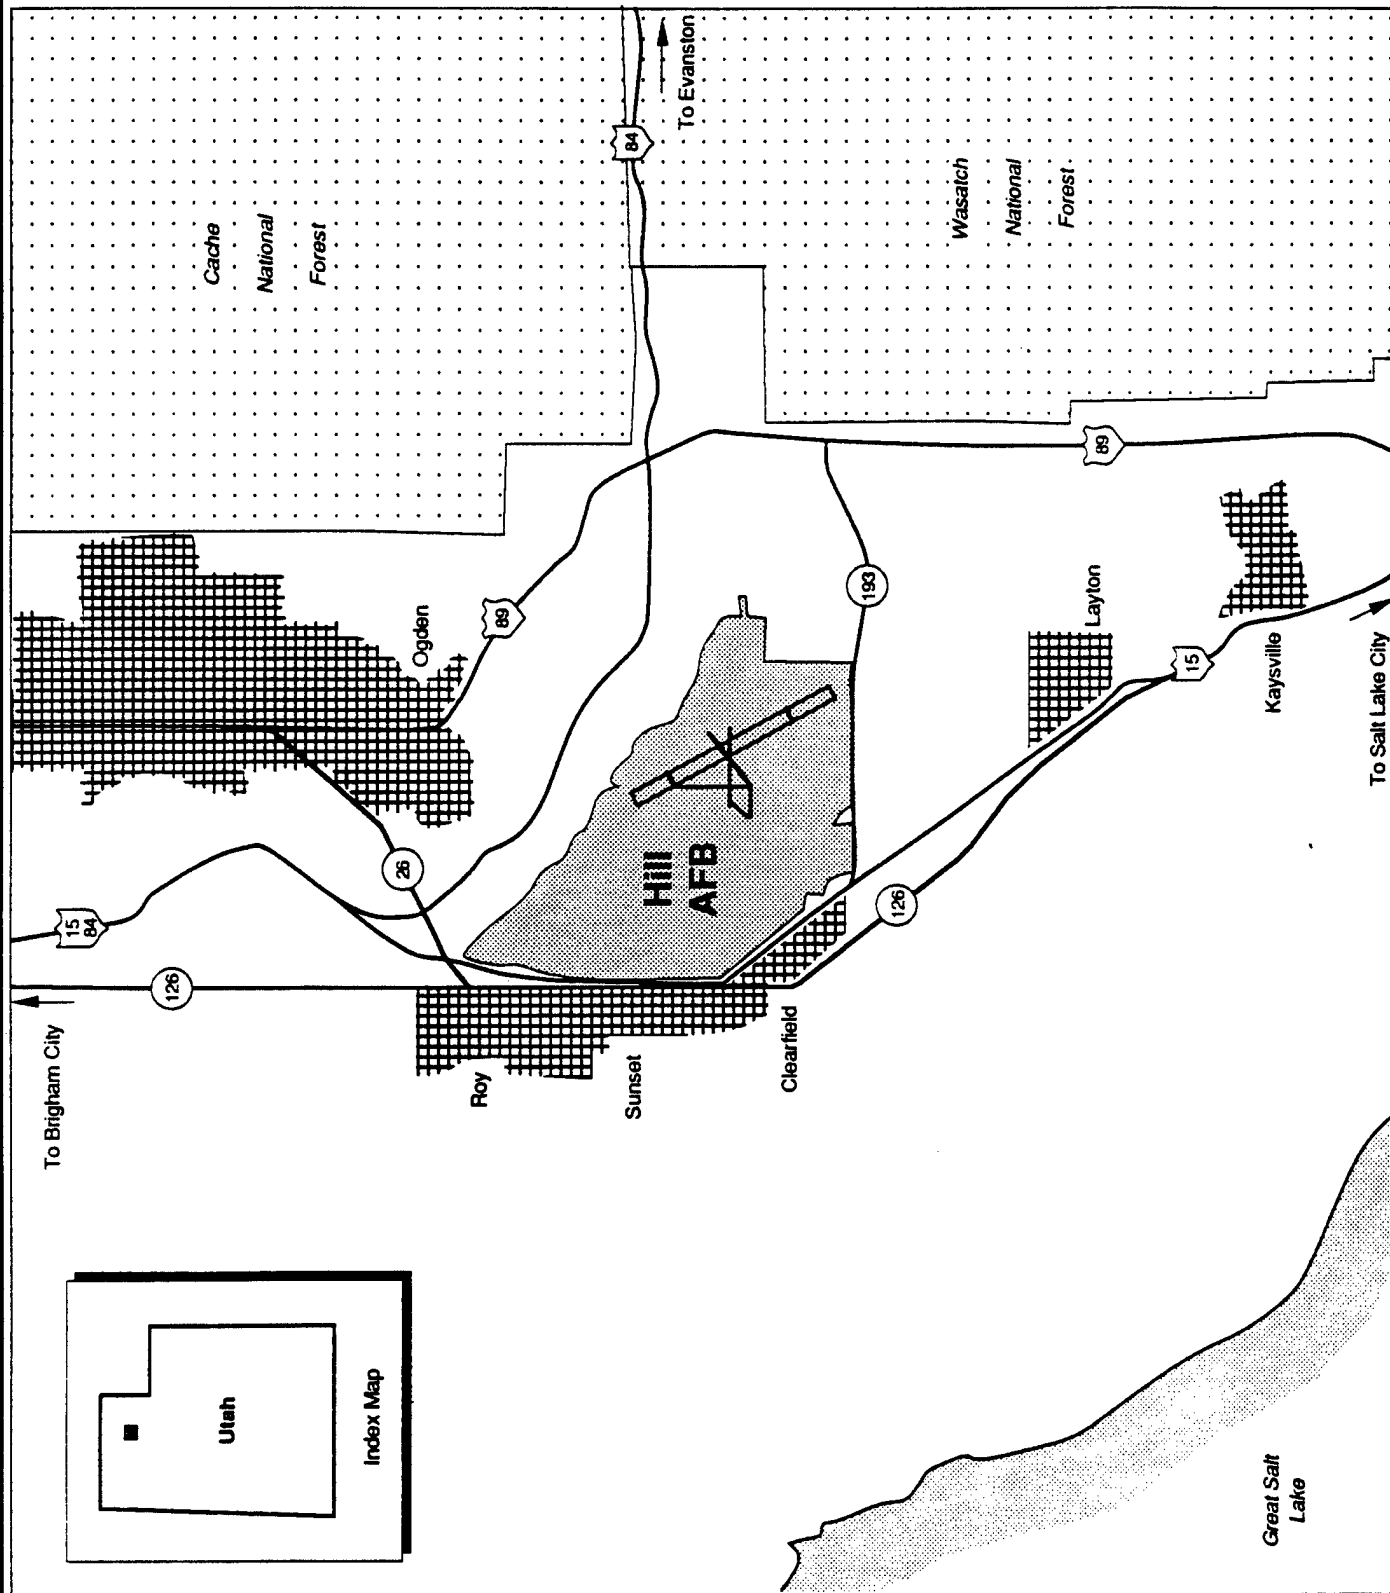 To Evanston
84
Cache
National
Forest
Wasatch
National
Forest
89
89
Ogden
193
Layton
Kaysville
15
To Salt Lake City
26
15
84
126
126
Hill
AFB
To Brigham City
Roy
Sunset
Clearfield
Utah
Index Map
Great Salt
Lake